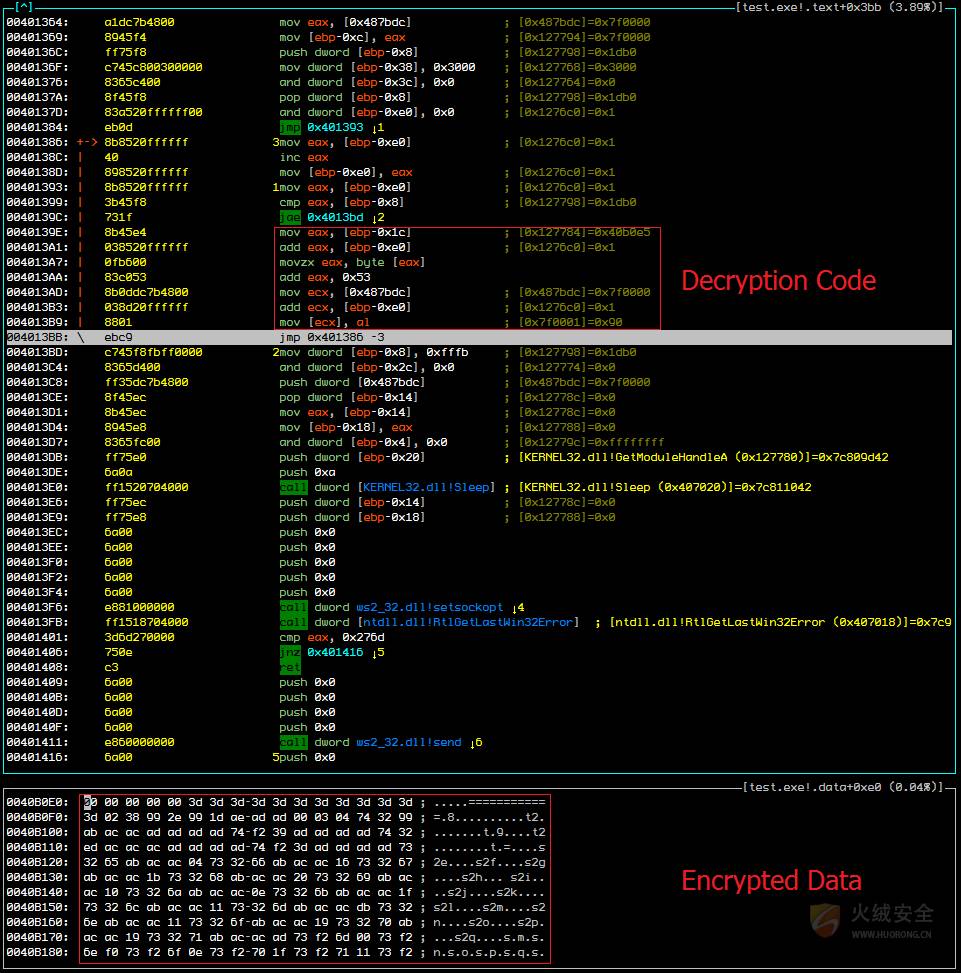 [^] [test.exe!.text+0x3bb (3.89%)]
00401364: a1dc7b4800 mov eax, [0x487bdc] ; [0x487bdc]=0x7f0000
00401369: 8945f4 mov [ebp-0xc], eax ; [0x127794]=0x7f0000
0040136C: ff75f8 push dword [ebp-0x8] ; [0x127798]=0x1db0
0040136F: c745c800300000 mov dword [ebp-0x38], 0x3000 ; [0x127768]=0x3000
00401376: 8365c400 and dword [ebp-0x3c], 0x0 ; [0x127764]=0x0
0040137A: 8f45f8 pop dword [ebp-0x8] ; [0x127798]=0x1db0
0040137D: 83a520ffffff00 and dword [ebp-0xe0], 0x0 ; [0x1276c0]=0x1
00401384: eb0d jmp 0x401393 ↓1
00401386: +-> 8b8520ffffff 3mov eax, [ebp-0xe0] ; [0x1276c0]=0x1
0040138C: | 40 inc eax
0040138D: | 898520ffffff mov [ebp-0xe0], eax ; [0x1276c0]=0x1
00401393: | 8b8520ffffff 1mov eax, [ebp-0xe0] ; [0x1276c0]=0x1
00401399: | 3b45f8 cmp eax, [ebp-0x8] ; [0x127798]=0x1db0
0040139C: | 731f jae 0x4013bd ↓2
0040139E: | 8b45e4 mov eax, [ebp-0x1c] ; [0x127784]=0x40b0e5
004013A1: | 038520ffffff add eax, [ebp-0xe0] ; [0x1276c0]=0x1
004013A7: | 0fb600 movzx eax, byte [eax]
004013AA: | 83c053 add eax, 0x53
004013AD: | 8b0ddc7b4800 mov ecx, [0x487bdc] ; [0x487bdc]=0x7f0000
004013B3: | 038d20ffffff add ecx, [ebp-0xe0] ; [0x1276c0]=0x1
004013B9: | 8801 mov [ecx], al ; [0x7f0001]=0x90
Decryption Code
004013BB: \ ebc9 jmp 0x401386 -3
004013BD: c745f8fbff0000 2mov dword [ebp-0x8], 0xfffb ; [0x127798]=0x1db0
004013C4: 8365d400 and dword [ebp-0x2c], 0x0 ; [0x127774]=0x0
004013C8: ff35dc7b4800 push dword [0x487bdc] ; [0x487bdc]=0x7f0000
004013CE: 8f45ec pop dword [ebp-0x14] ; [0x12778c]=0x0
004013D1: 8b45ec mov eax, [ebp-0x14] ; [0x12778c]=0x0
004013D4: 8945e8 mov [ebp-0x18], eax ; [0x127788]=0x0
004013D7: 8365fc00 and dword [ebp-0x4], 0x0 ; [0x12779c]=0xffffffff
004013DB: ff75e0 push dword [ebp-0x20] ; [KERNEL32.dll!GetModuleHandleA (0x127780)]=0x7c809d42
004013DE: 6a0a push 0xa
004013E0: ff1520704000 call dword [KERNEL32.dll!Sleep] ; [KERNEL32.dll!Sleep (0x407020)]=0x7c811042
004013E6: ff75ec push dword [ebp-0x14] ; [0x12778c]=0x0
004013E9: ff75e8 push dword [ebp-0x18] ; [0x127788]=0x0
004013EC: 6a00 push 0x0
004013EE: 6a00 push 0x0
004013F0: 6a00 push 0x0
004013F2: 6a00 push 0x0
004013F4: 6a00 push 0x0
004013F6: e881000000 call dword ws2_32.dll!setsockopt ↓4
004013FB: ff1518704000 call dword [ntdll.dll!RtlGetLastWin32Error] ; [ntdll.dll!RtlGetLastWin32Error (0x407018)]=0x7c9
00401401: 3d6d270000 cmp eax, 0x276d
00401406: 750e jnz 0x401416 ↓5
00401408: c3 ret
00401409: 6a00 push 0x0
0040140B: 6a00 push 0x0
0040140D: 6a00 push 0x0
0040140F: 6a00 push 0x0
00401411: e860000000 call dword ws2_32.dll!send ↓6
00401416: 6a00 5push 0x0
[test.exe!.data+0xe0 (0.04%)]
0040B0E0: 00 00 00 00 00 3d 3d 3d-3d 3d 3d 3d 3d 3d 3d 3d ; .....===========
0040B0F0: 3d 02 38 99 2e 99 1d ae-ad ad 00 03 04 74 32 99 ; =.8..........t2.
0040B100: ab ac ac ad ad ad ad 74-f2 39 ad ad ad ad 74 32 ; .......t.9....t2
0040B110: ed ac ac ac ad ad ad ad-74 f2 3d ad ad ad ad 73 ; ........t.=....s
0040B120: 32 65 ab ac ac 04 73 32-66 ab ac ac 16 73 32 67 ; 2e....s2f....s2g
0040B130: ab ac ac 1b 73 32 68 ab-ac ac 20 73 32 69 ab ac ; ....s2h... s2i..
0040B140: ac 10 73 32 6a ab ac ac-0e 73 32 6b ab ac ac 1f ; ..s2j....s2k....
0040B150: 73 32 6c ab ac ac 11 73-32 6d ab ac ac db 73 32 ; s2l....s2m....s2
0040B160: 6e ab ac ac 11 73 32 6f-ab ac ac 19 73 32 70 ab ; n....s2o....s2p.
0040B170: ac ac 19 73 32 71 ab ac-ac ad 73 f2 6d 00 73 f2 ; ...s2q....s.m.s.
0040B180: 6e f0 73 f2 6f 0e 73 f2-70 1f 73 f2 71 11 73 f2 ; n.s.o.s.p.s.q.s.
Encrypted Data
火绒安全
WWW.HUORONG.CN